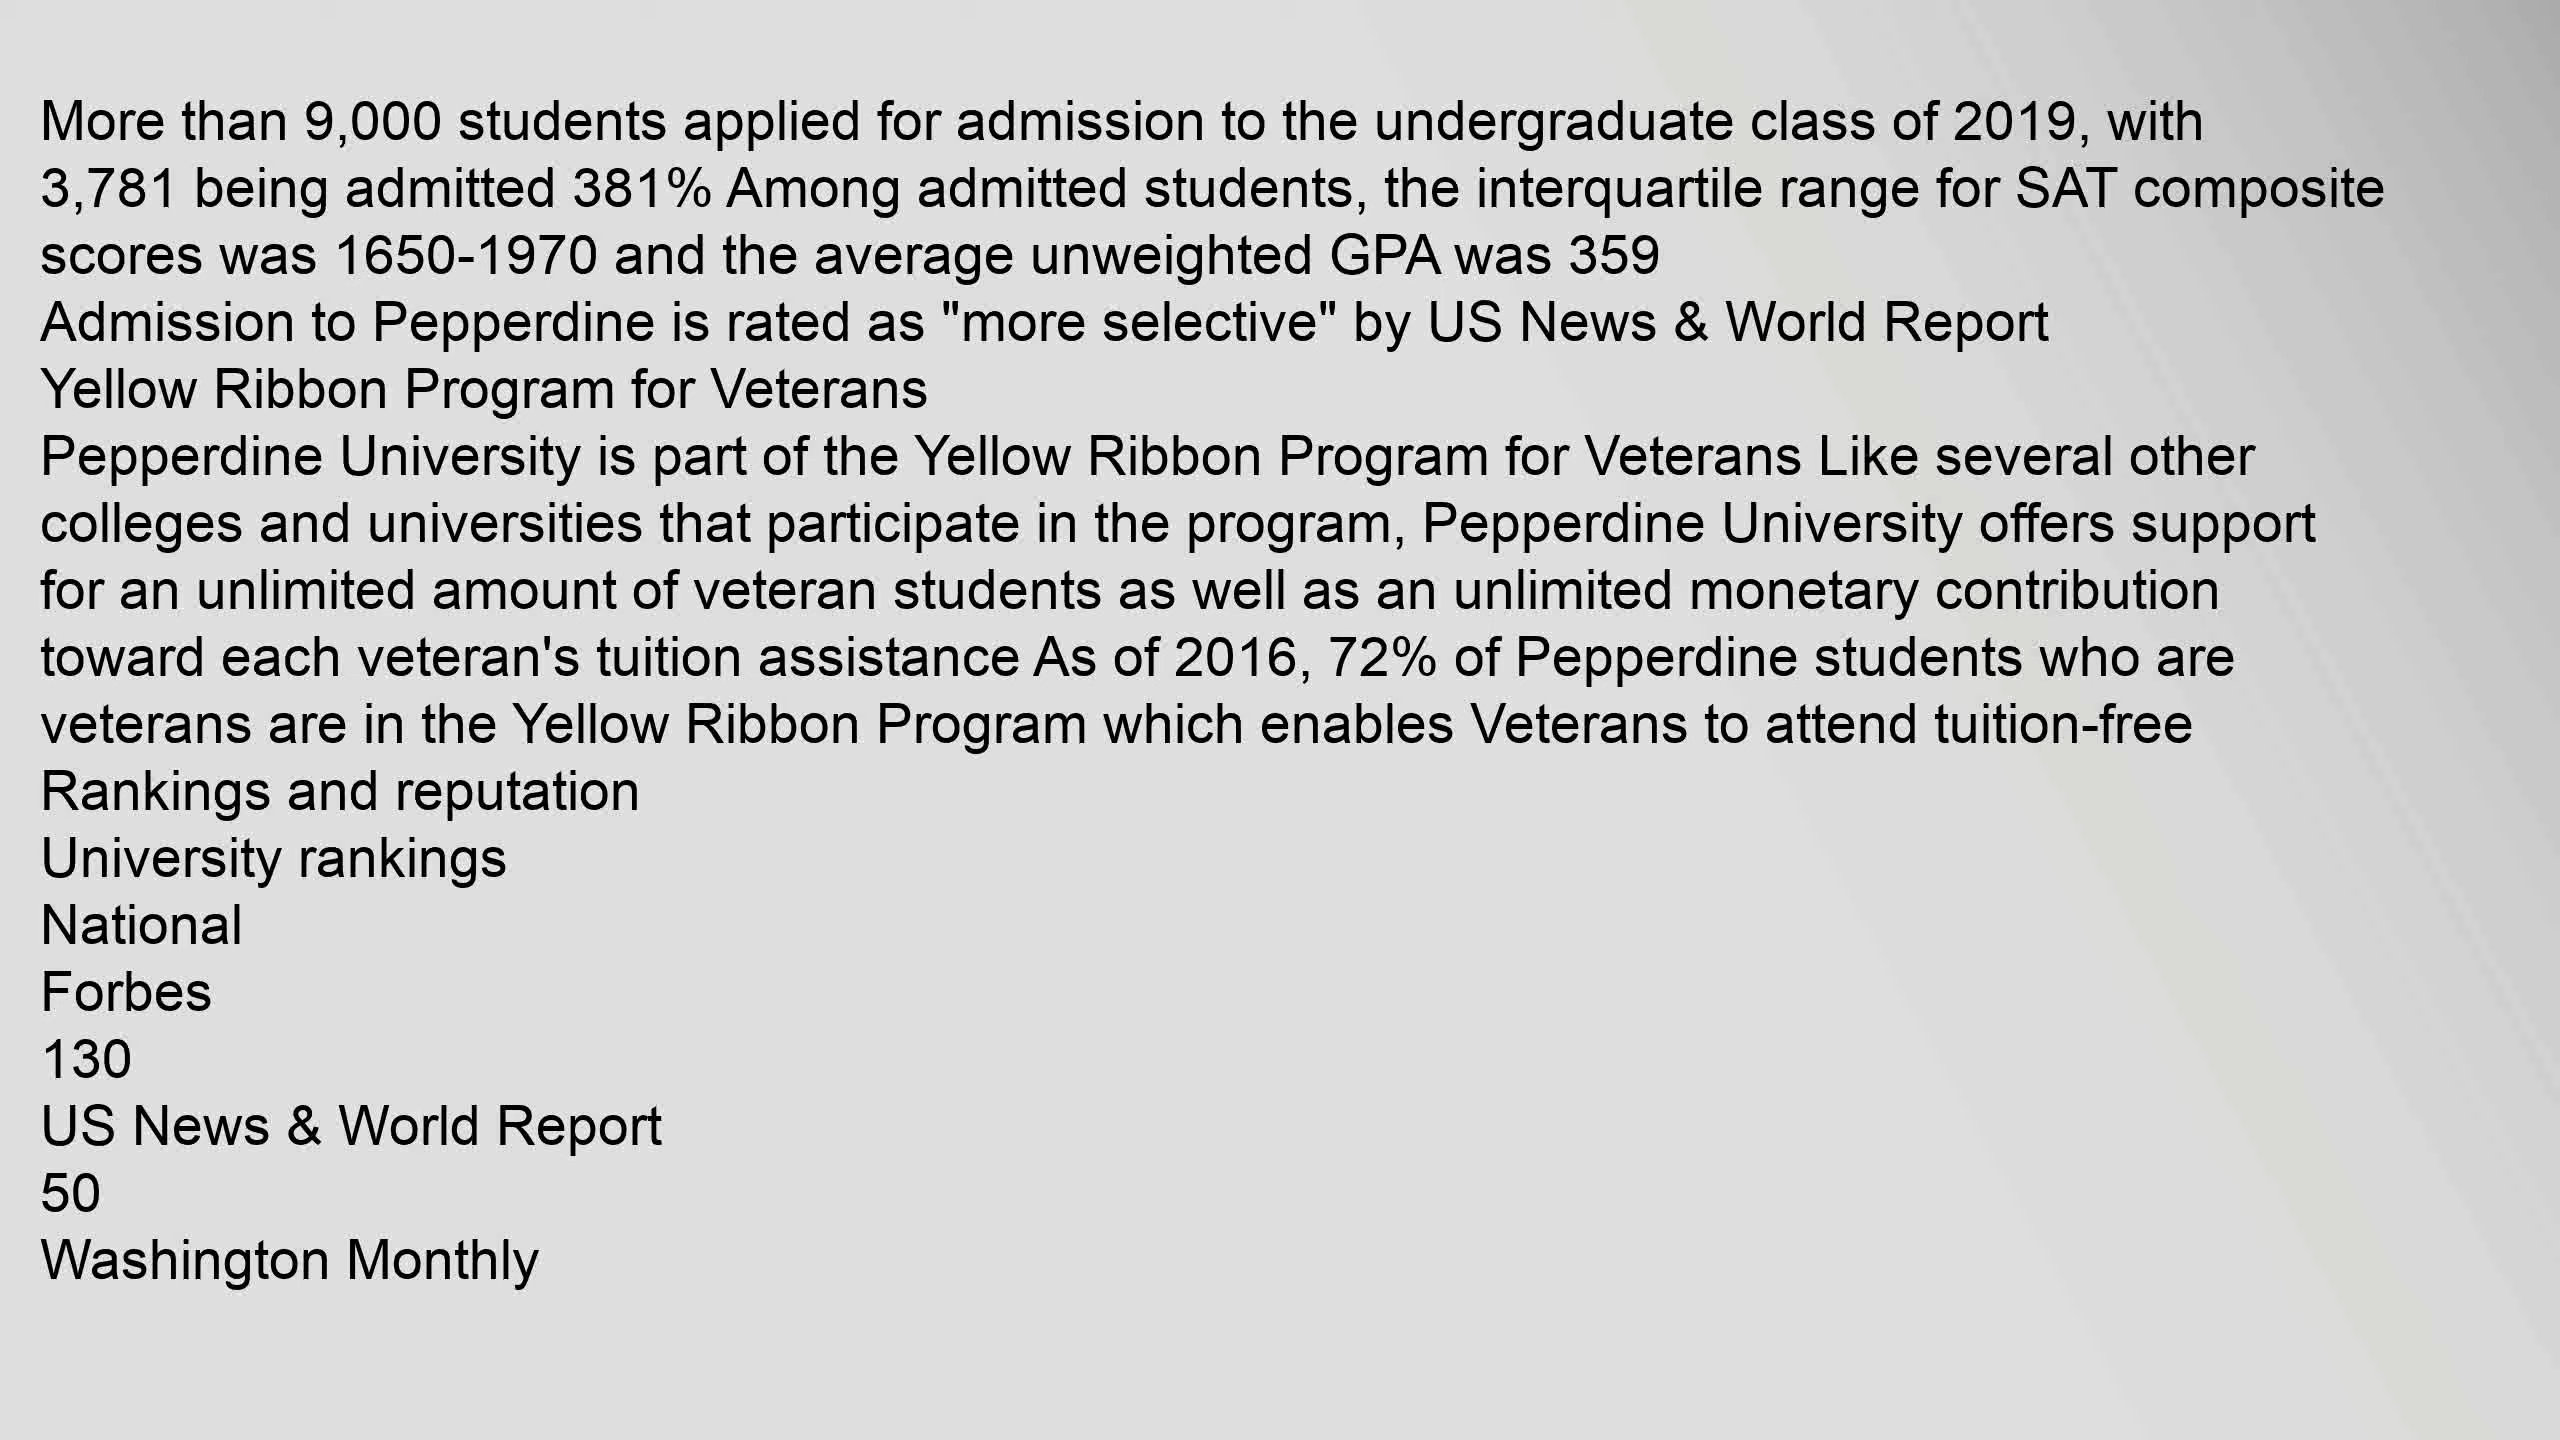 More than 9,000 students applied for admission to the undergraduate class of 2019, with
3,781 being admitted 381% Among admitted students, the interquartile range for SAT composite
scores was 1650-1970 and the average unweighted GPA was 359
Admission to Pepperdine is rated as "more selective" by US News & World Report
Yellow Ribbon Program for Veterans
Pepperdine University is part of the Yellow Ribbon Program for Veterans Like several other
colleges and universities that participate in the program, Pepperdine University offers support
for an unlimited amount of veteran students as well as an unlimited monetary contribution
toward each veteran's tuition assistance As of 2016, 72% of Pepperdine students who are
veterans are in the Yellow Ribbon Program which enables Veterans to attend tuition-free
Rankings and reputation
University rankings
National
Forbes
130
US News & World Report
50
Washington Monthly